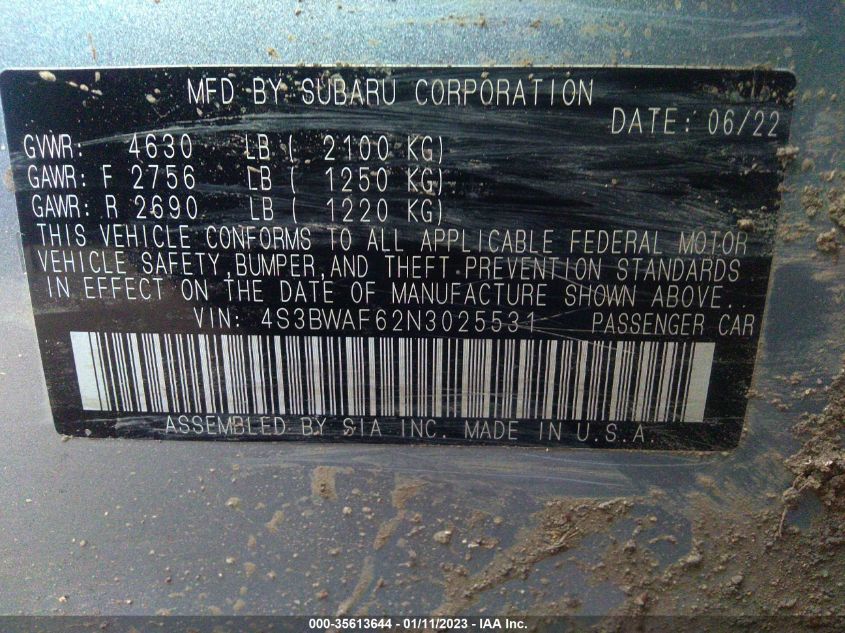 MFD BY SUBARU CORPORATION
DATE: 06/22
GVWR: 4630 LB ( 2100 KG)
GAWR: F 2756 LB ( 1250 KG)
GAWR: R 2690 LB ( 1220 KG)
THIS VEHICLE CONFORMS TO ALL APPLICABLE FEDERAL MOTOR
VEHICLE SAFETY,BUMPER,AND THEFT PREVENTION STANDARDS
IN EFFECT ON THE DATE OF MANUFACTURE SHOWN ABOVE.
VIN: 4S3BWAF62N3025531 PASSENGER CAR
ASSEMBLED BY SIA INC. MADE IN U.S.A.
000-35613644 - 01/11/2023 - IAA Inc.